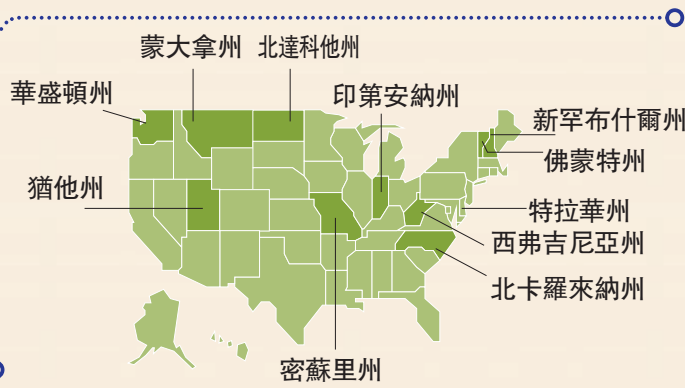 蒙大拿州
北達科他州
華盛頓州
印第安納州
新罕布什爾州
佛蒙特州
猶他州
特拉華州
西弗吉尼亞州
北卡羅來納州
密蘇里州